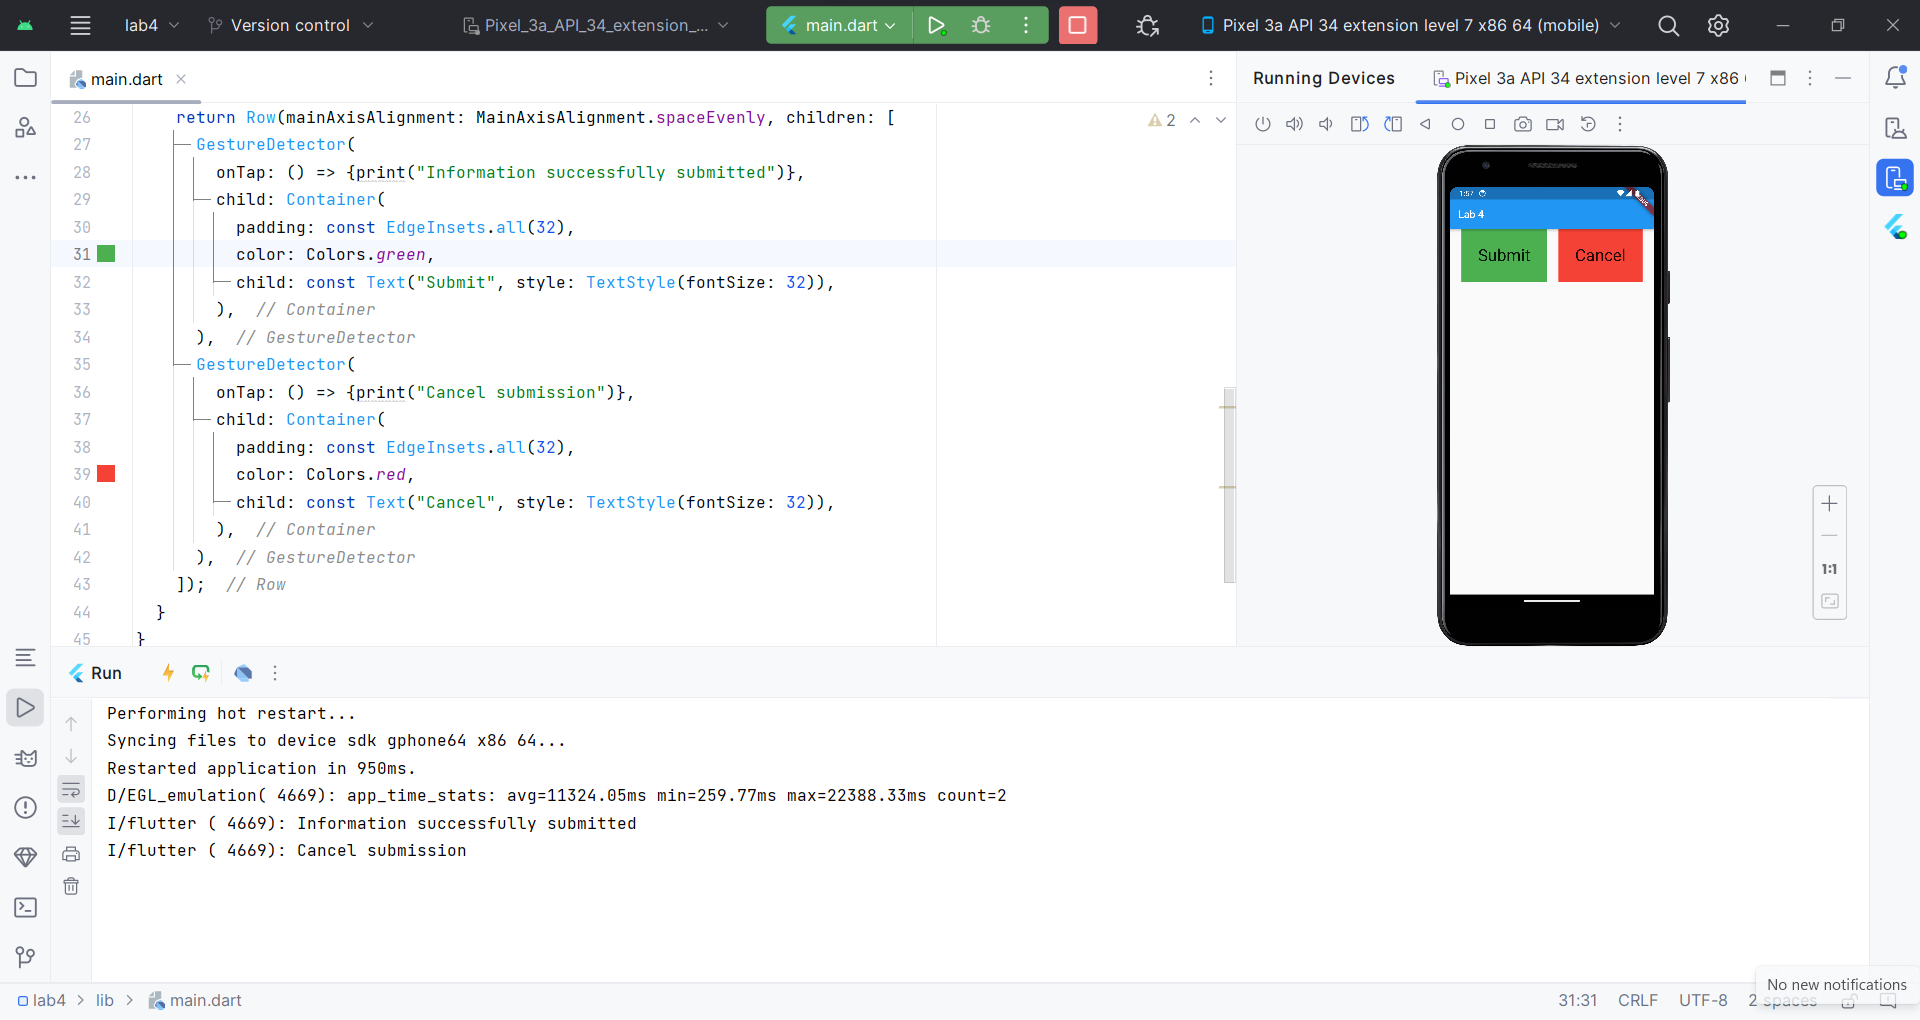 lab4 Version control Pixel_3a_API_34_extension_... main.dart Pixel 3a API 34 extension level 7 x86 64 (mobile)
main.dart
Running Devices Pixel 3a API 34 extension level 7 x86
26 return Row(mainAxisAlignment: MainAxisAlignment.spaceEvenly, children: [
2
27 GestureDetector(
28 onTap: () => {print("Information successfully submitted")},
29 child: Container(
30 padding: const EdgeInsets.all(32),
31 color: Colors.green,
32 child: const Text("Submit", style: TextStyle(fontSize: 32)),
33 ), // Container
34 ), // GestureDetector
35 GestureDetector(
36 onTap: () => {print("Cancel submission")},
37 child: Container(
38 padding: const EdgeInsets.all(32),
39 color: Colors.red,
40 child: const Text("Cancel", style: TextStyle(fontSize: 32)),
41 ), // Container
42 ), // GestureDetector
43 ]); // Row
44 }
45 }
1:57
DEBUG
Lab 4
Submit Cancel
1:1
Run
Performing hot restart...
Syncing files to device sdk gphone64 x86 64...
Restarted application in 950ms.
D/EGL_emulation( 4669): app_time_stats: avg=11324.05ms min=259.77ms max=22388.33ms count=2
I/flutter ( 4669): Information successfully submitted
I/flutter ( 4669): Cancel submission
No new notifications
lab4 > lib > main.dart
31:31 CRLF UTF-8 2 spaces